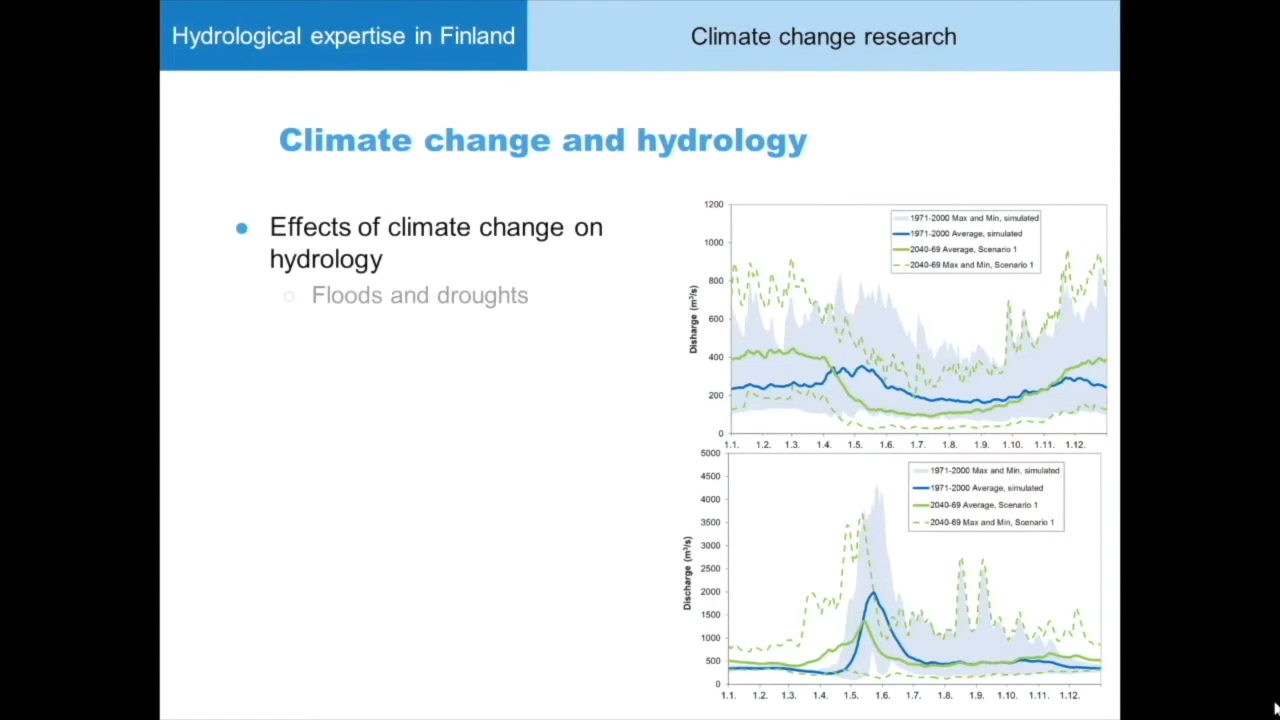 Hydrological expertise in Finland
Climate change research
Climate change and hydrology
Effects of climate change on
hydrology
Floods and droughts
1200
1000
800
600
400
200
0
Disharge (m³/s)
1971-2000 Max and Min, simulated
1971-2000 Average, simulated
2040-69 Average, Scenario 1
2040-69 Max and Min, Scenario 1
1.1. 1.2. 1.3. 1.4. 1.5. 1.6. 1.7. 1.8. 1.9. 1.10. 1.11. 1.12.
5000
4500
4000
3500
3000
2500
2000
1500
1000
500
0
Discharge (m³/s)
1971-2000 Max and Min, simulated
1971-2000 Average, simulated
2040-69 Average, Scenario 1
2040-69 Max and Min, Scenario 1
1.1. 1.2. 1.3. 1.4. 1.5. 1.6. 1.7. 1.8. 1.9. 1.10. 1.11. 1.12.